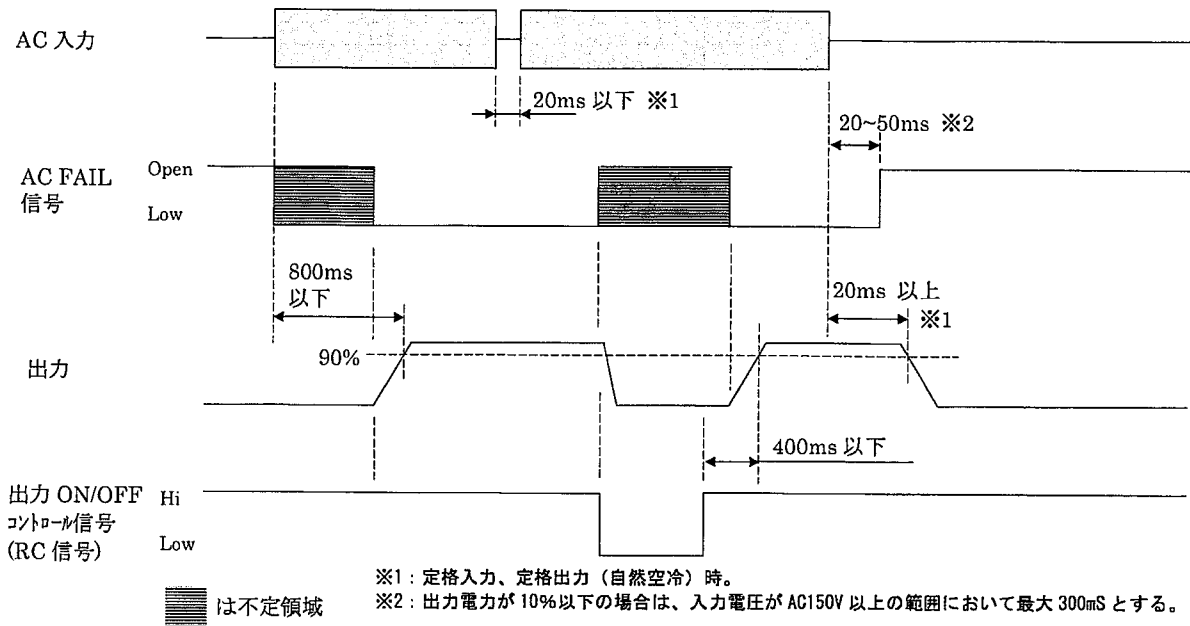 AC 入力
20ms 以下 ※1
20~50ms ※2
AC FAIL
信号
Open
Low
800ms
以下
20ms 以上
※1
90%
出力
400ms 以下
出力 ON/OFF
ｺﾝﾄﾛｰﾙ信号
(RC 信号)
Hi
Low
は不定領域
※1：定格入力、定格出力（自然空冷）時。
※2：出力電力が 10%以下の場合は、入力電圧が AC150V 以上の範囲において最大 300mS とする。